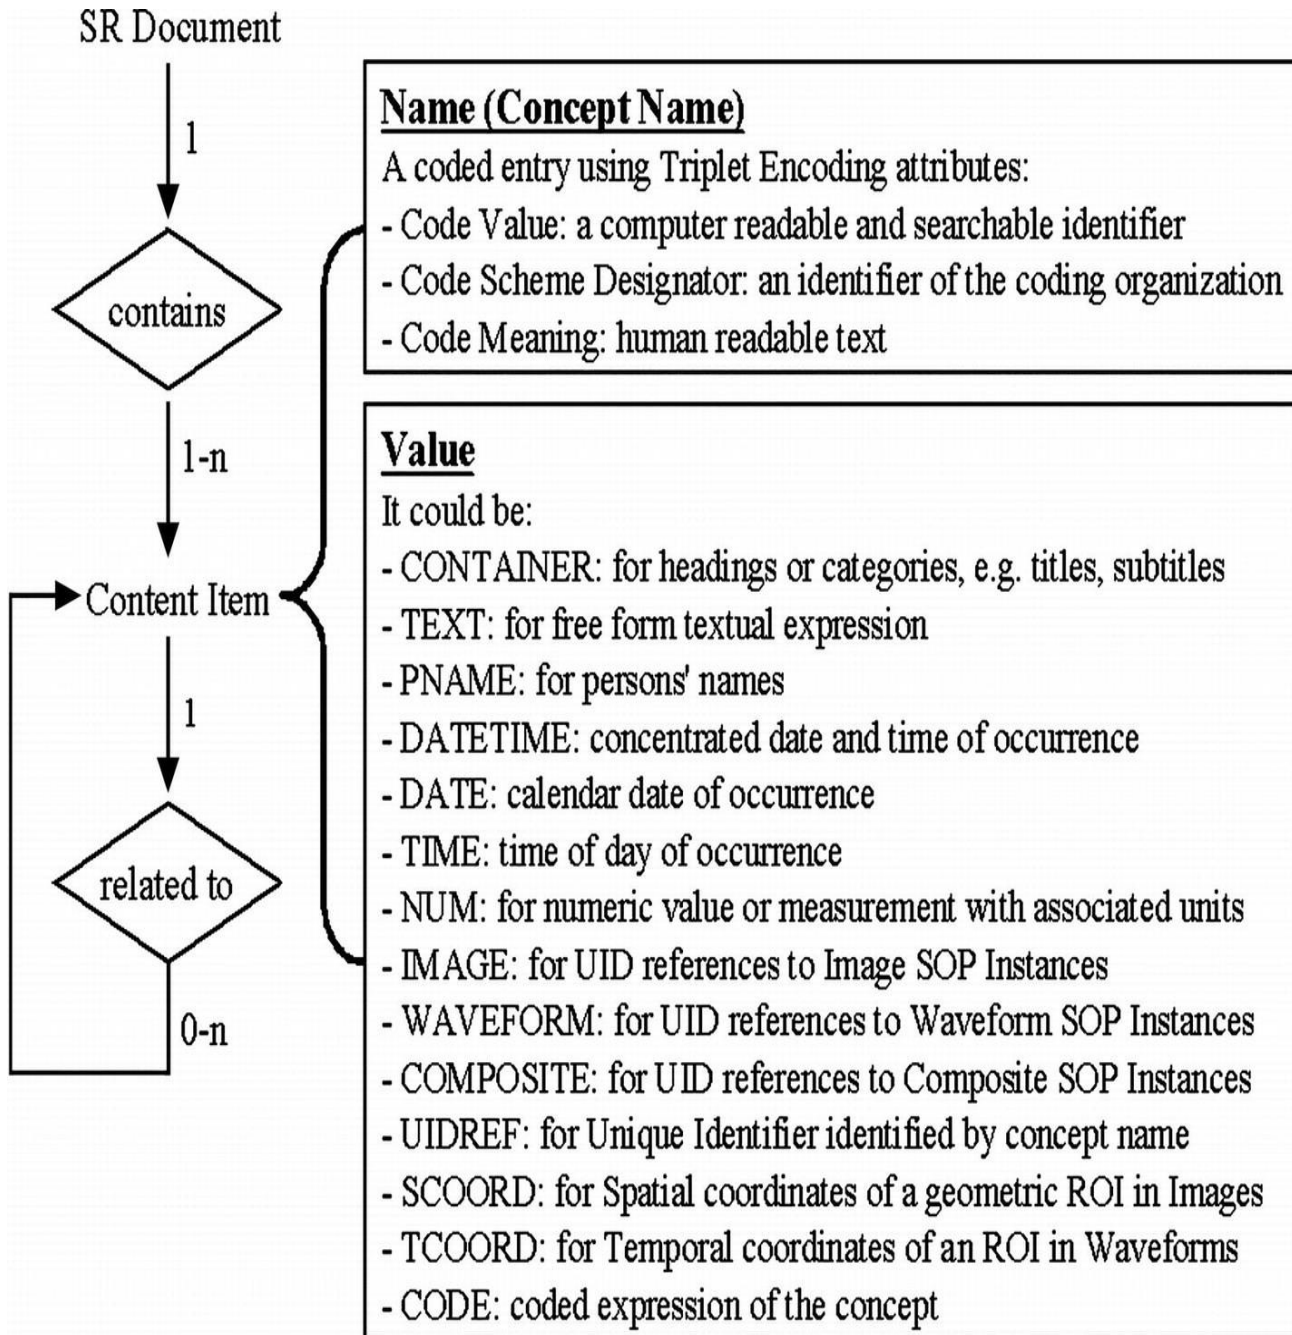 SR Document
1
contains
1-n
Content Item
1
related to
0-n
Name (Concept Name)
A coded entry using Triplet Encoding attributes:
- Code Value: a computer readable and searchable identifier
- Code Scheme Designator: an identifier of the coding organization
- Code Meaning: human readable text
Value
It could be:
- CONTAINER: for headings or categories, e.g. titles, subtitles
- TEXT: for free form textual expression
- PNAME: for persons' names
- DATETIME: concentrated date and time of occurrence
- DATE: calendar date of occurrence
- TIME: time of day of occurrence
- NUM: for numeric value or measurement with associated units
- IMAGE: for UID references to Image SOP Instances
- WAVEFORM: for UID references to Waveform SOP Instances
- COMPOSITE: for UID references to Composite SOP Instances
- UIDREF: for Unique Identifier identified by concept name
- SCOORD: for Spatial coordinates of a geometric ROI in Images
- TCOORD: for Temporal coordinates of an ROI in Waveforms
- CODE: coded expression of the concept